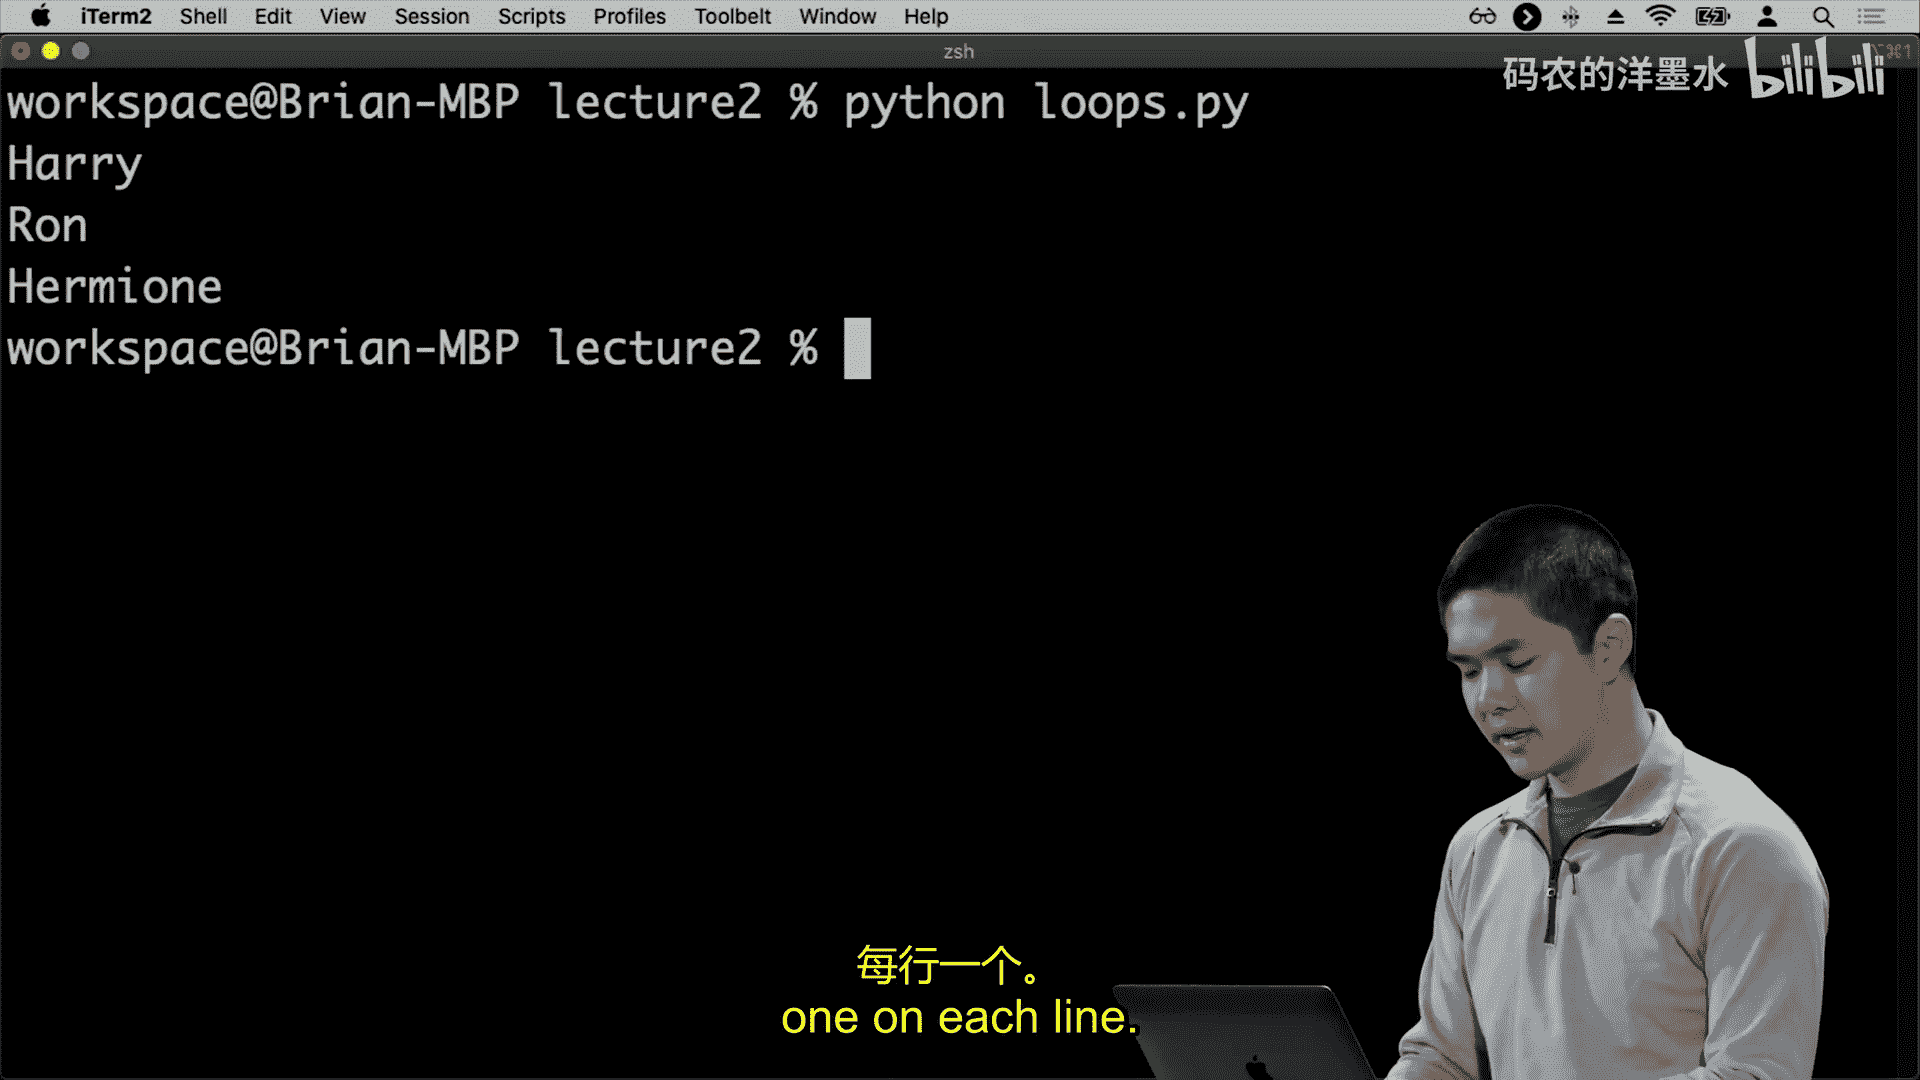 iTerm2 Shell Edit View Session Scripts Profiles Toolbelt Window Help
zsh
⌥⌘1
码农的洋墨水 bilibili
workspace@Brian-MBP lecture2 % python loops.py
Harry
Ron
Hermione
workspace@Brian-MBP lecture2 %
每行一个。
one on each line.